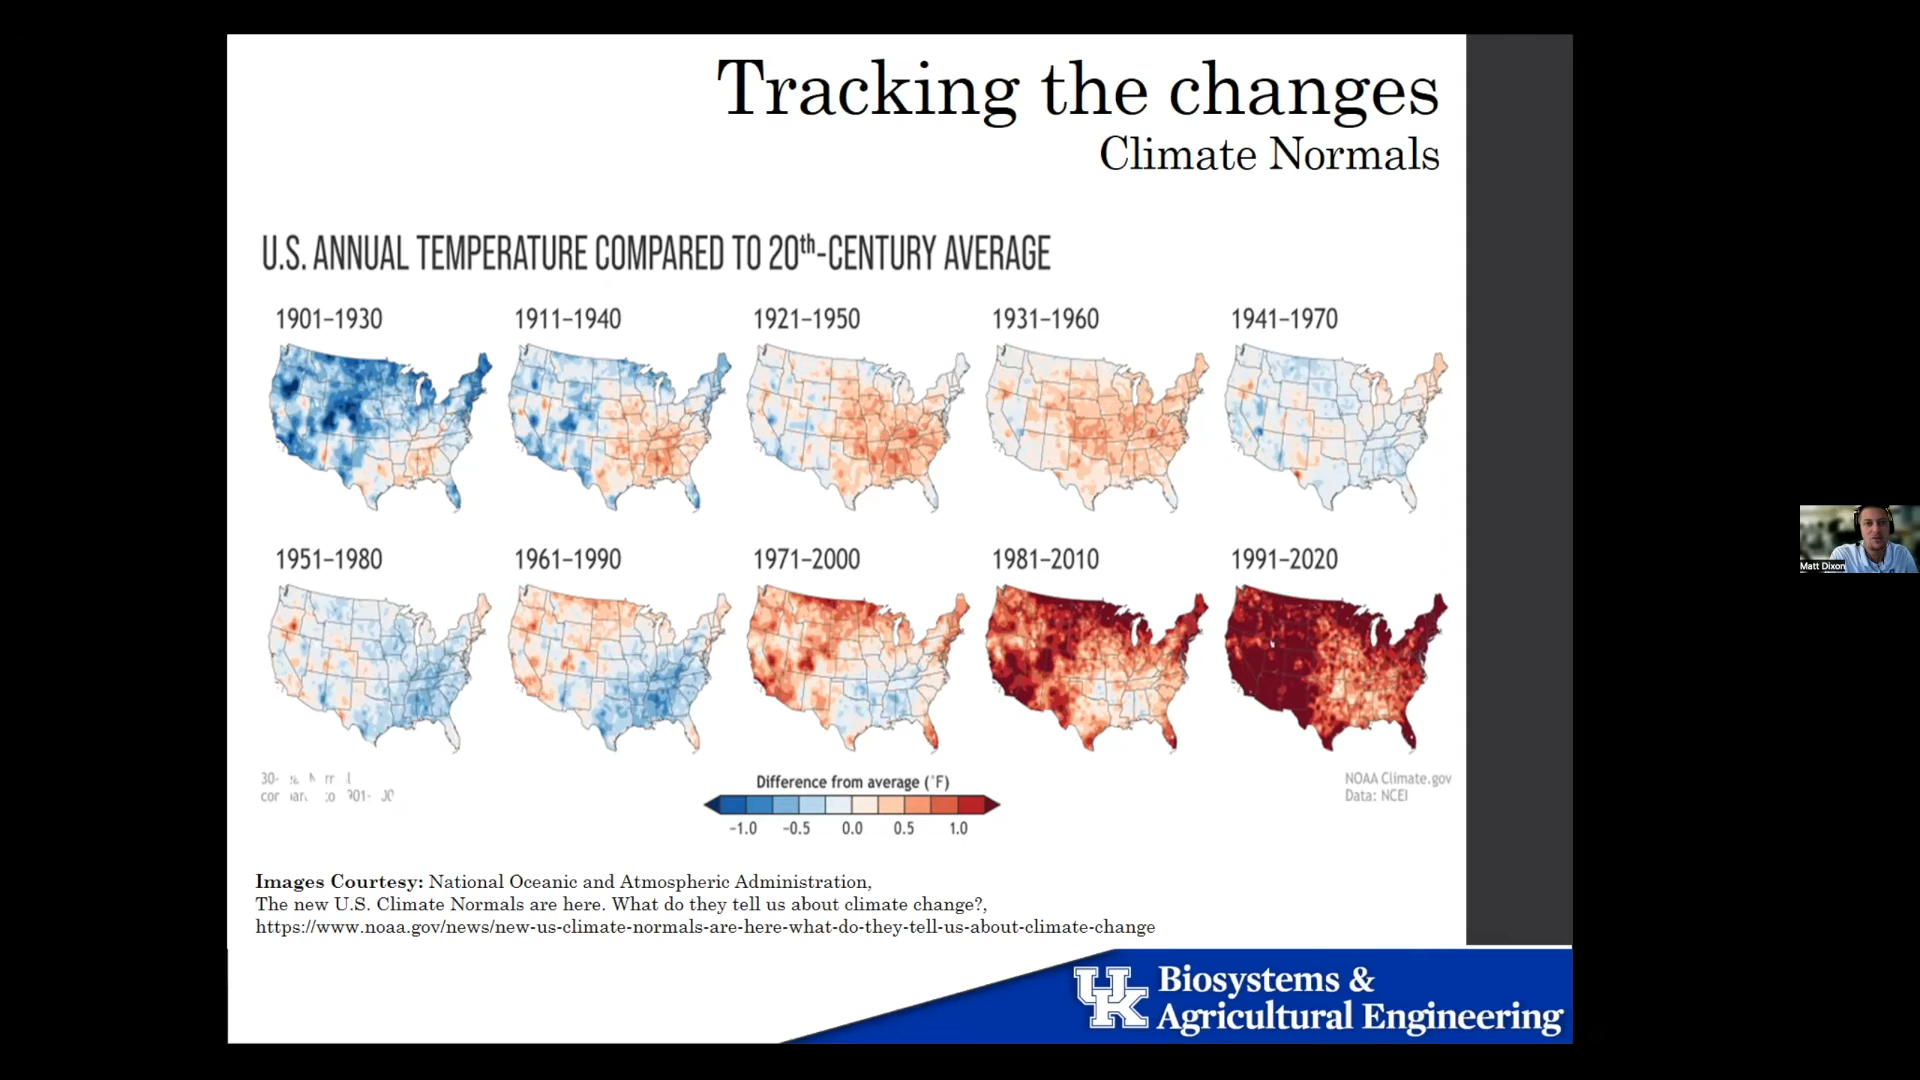 Tracking the changes
Climate Normals
U.S. ANNUAL TEMPERATURE COMPARED TO 20th-CENTURY AVERAGE
1901–1930 1911–1940 1921–1950 1931–1960 1941–1970
1951–1980 1961–1990 1971–2000 1981–2010 1991–2020
30-
NOAA Climate.gov
Data: NCEI
Difference from average (°F)
-1.0 -0.5 0.0 0.5 1.0
Images Courtesy: National Oceanic and Atmospheric Administration,
The new U.S. Climate Normals are here. What do they tell us about climate change?,
https://www.noaa.gov/news/new-us-climate-normals-are-here-what-do-they-tell-us-about-climate-change
UK Biosystems &
Agricultural Engineering
Matt Dixon